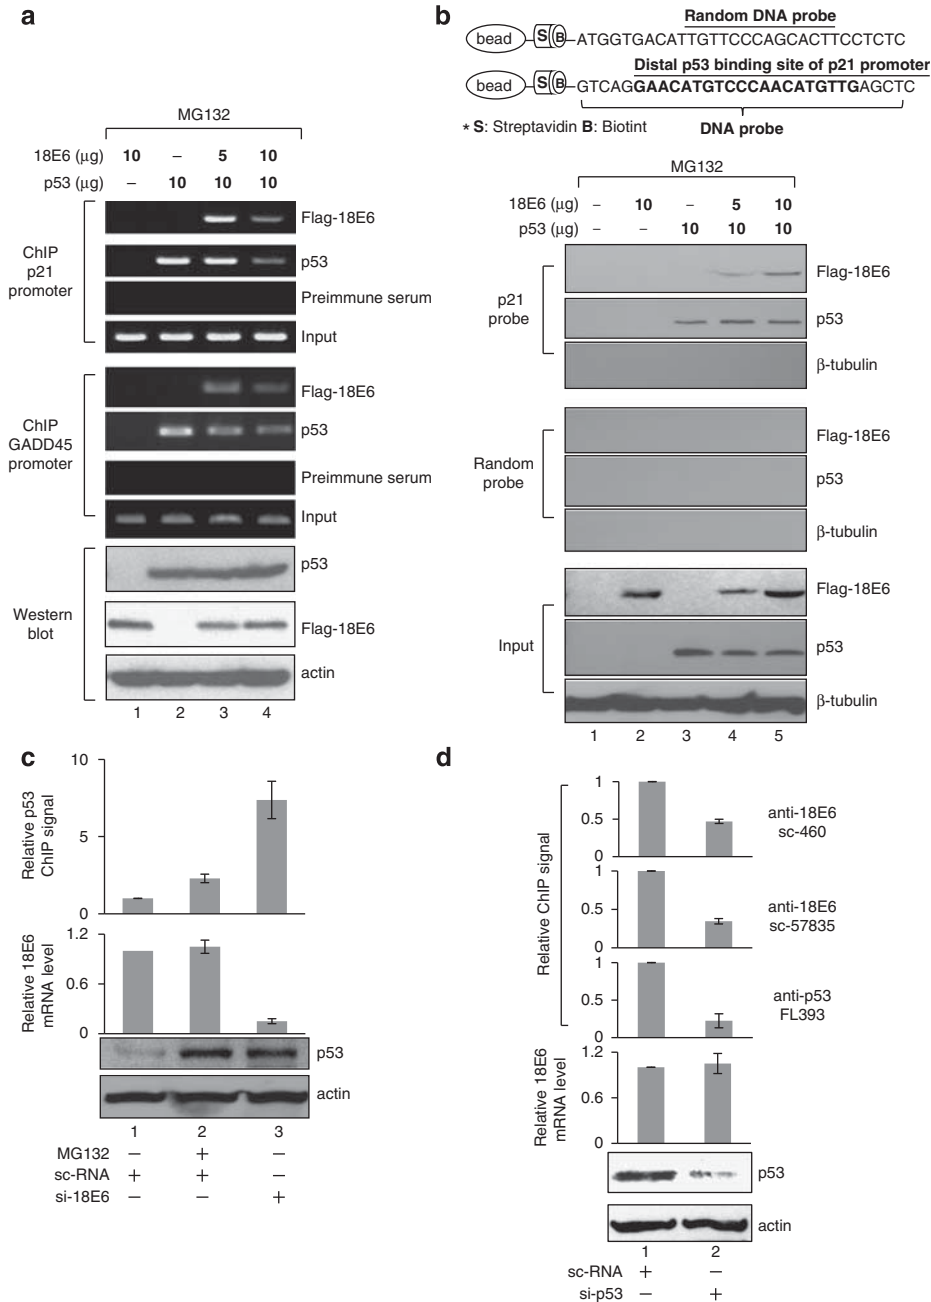 a
MG132
18E6 (μg) 10 – 5 10
p53 (μg) – 10 10 10
ChIP
p21
promoter
Flag-18E6
p53
Preimmune serum
Input
ChIP
GADD45
promoter
Flag-18E6
p53
Preimmune serum
Input
Western
blot
p53
Flag-18E6
actin
1 2 3 4
b
Random DNA probe
bead S B ATGGTGACATTGTTCCCAGCACTTCCTCTC
Distal p53 binding site of p21 promoter
bead S B GTCAGGAACATGTCCCAACATGTTGAGCTC
* S: Streptavidin B: Biotint
DNA probe
MG132
18E6 (μg) – 10 – 5 10
p53 (μg) – – 10 10 10
p21
probe
Flag-18E6
p53
β-tubulin
Random
probe
Flag-18E6
p53
β-tubulin
Input
Flag-18E6
p53
β-tubulin
1 2 3 4 5
c
Relative p53
ChIP signal
10
5
0
Relative 18E6
mRNA level
1.2
0.6
0
p53
actin
1 2 3
MG132 – + –
sc-RNA + + –
si-18E6 – – +
d
Relative ChIP signal
1
0.5
0
anti-18E6
sc-460
1
0.5
0
anti-18E6
sc-57835
1
0.5
0
anti-p53
FL393
Relative 18E6
mRNA level
1.2
0.6
0
p53
actin
1 2
sc-RNA + –
si-p53 – +